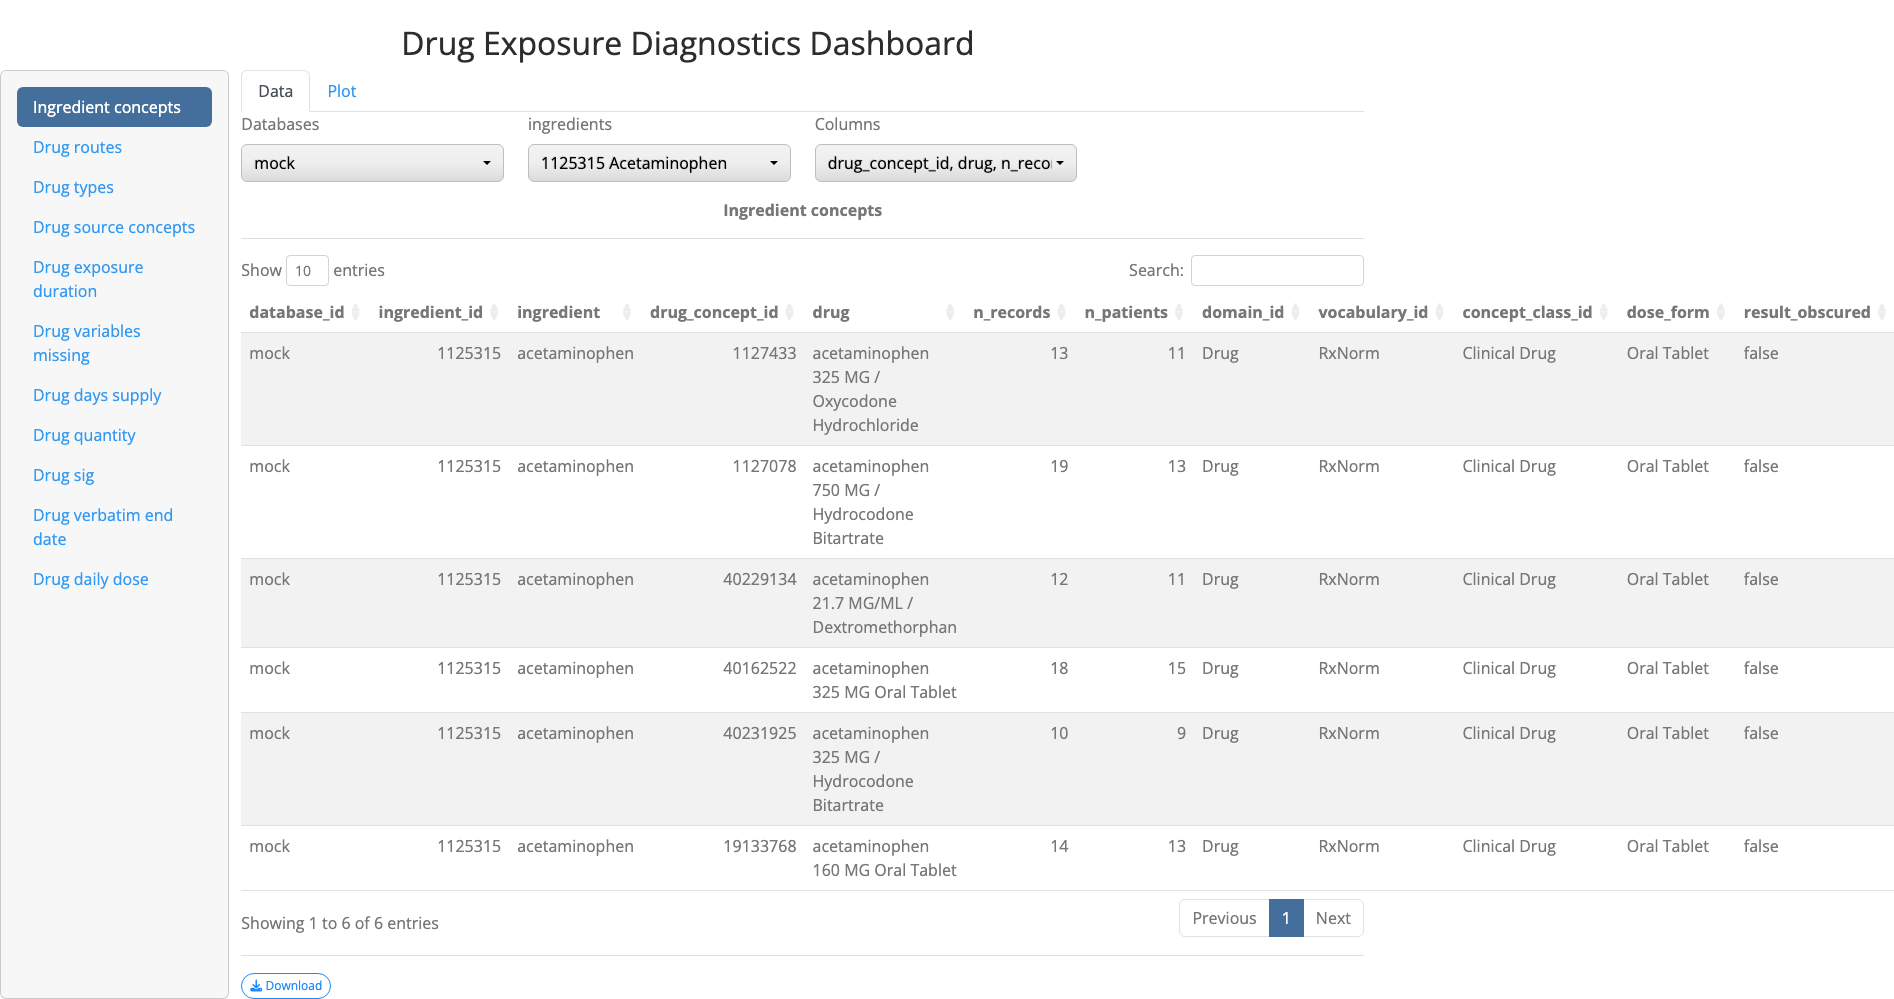 Drug Exposure Diagnostics Dashboard
Ingredient concepts
Drug routes
Drug types
Drug source concepts
Drug exposure
duration
Drug variables
missing
Drug days supply
Drug quantity
Drug sig
Drug verbatim end
date
Drug daily dose
Data Plot
Databases ingredients Columns
mock 1125315 Acetaminophen drug_concept_id, drug, n_reco
Ingredient concepts
Show 10 entries Search:
database_id ingredient_id ingredient drug_concept_id drug n_records n_patients domain_id vocabulary_id concept_class_id dose_form result_obscured
mock 1125315 acetaminophen 1127433 acetaminophen 13 11 Drug RxNorm Clinical Drug Oral Tablet false
325 MG /
Oxycodone
Hydrochloride
mock 1125315 acetaminophen 1127078 acetaminophen 19 13 Drug RxNorm Clinical Drug Oral Tablet false
750 MG /
Hydrocodone
Bitartrate
mock 1125315 acetaminophen 40229134 acetaminophen 12 11 Drug RxNorm Clinical Drug Oral Tablet false
21.7 MG/ML /
Dextromethorphan
mock 1125315 acetaminophen 40162522 acetaminophen 18 15 Drug RxNorm Clinical Drug Oral Tablet false
325 MG Oral Tablet
mock 1125315 acetaminophen 40231925 acetaminophen 10 9 Drug RxNorm Clinical Drug Oral Tablet false
325 MG /
Hydrocodone
Bitartrate
mock 1125315 acetaminophen 19133768 acetaminophen 14 13 Drug RxNorm Clinical Drug Oral Tablet false
160 MG Oral Tablet
Showing 1 to 6 of 6 entries Previous 1 Next
Download